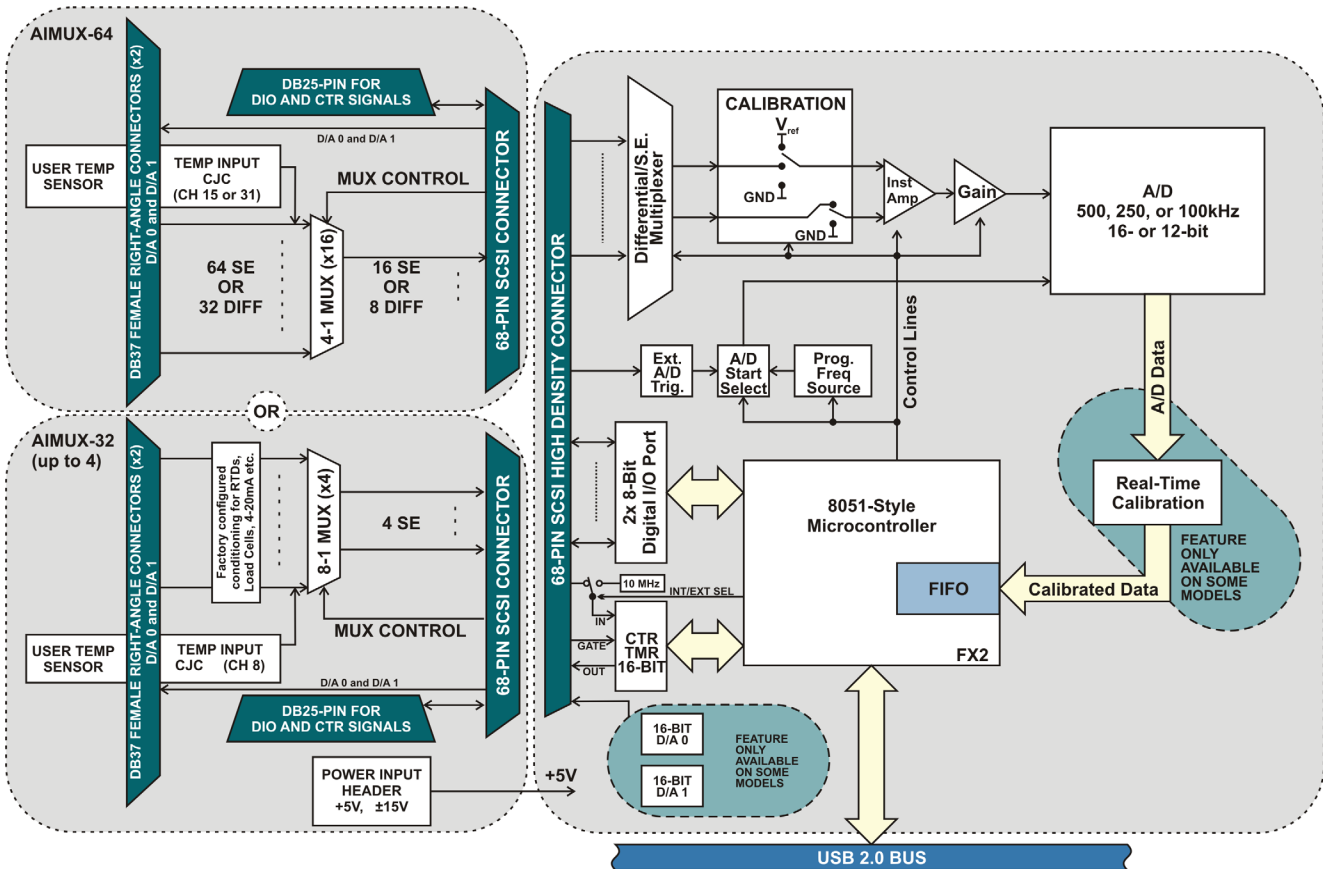 AIMUX-64
DB37 FEMALE RIGHT-ANGLE CONNECTORS (x2)
D/A 0 and D/A 1
DB25-PIN FOR
DIO AND CTR SIGNALS
D/A 0 and D/A 1
USER TEMP
SENSOR
TEMP INPUT
CJC
(CH 15 or 31)
MUX CONTROL
64 SE
OR
32 DIFF
4-1 MUX (x16)
16 SE
OR
8 DIFF
68-PIN SCSI CONNECTOR
OR
AIMUX-32
(up to 4)
DB37 FEMALE RIGHT-ANGLE CONNECTORS (x2)
D/A 0 and D/A 1
Factory configured
conditioning for RTDs,
Load Cells, 4-20mA etc.
8-1 MUX (x4)
4 SE
68-PIN SCSI CONNECTOR
MUX CONTROL
USER TEMP
SENSOR
TEMP INPUT
CJC (CH 8)
D/A 0 and D/A 1
DB25-PIN FOR
DIO AND CTR SIGNALS
POWER INPUT
HEADER
+5V, ±15V
+5V
68-PIN SCSI HIGH DENSITY CONNECTOR
Differential/S.E.
Multiplexer
CALIBRATION
Vref
GND
GND
Inst
Amp
Gain
A/D
500, 250, or 100kHz
16- or 12-bit
Ext.
A/D
Trig.
A/D
Start
Select
Prog.
Freq
Source
Control Lines
A/D Data
Real-Time
Calibration
FEATURE
ONLY
AVAILABLE
ON SOME
MODELS
2x 8-Bit
Digital I/O Port
8051-Style
Microcontroller
FIFO
FX2
Calibrated Data
10 MHz
INT/EXT SEL
IN
GATE
OUT
CTR
TMR
16-BIT
16-BIT
D/A 0
16-BIT
D/A 1
FEATURE
ONLY
AVAILABLE
ON SOME
MODELS
USB 2.0 BUS